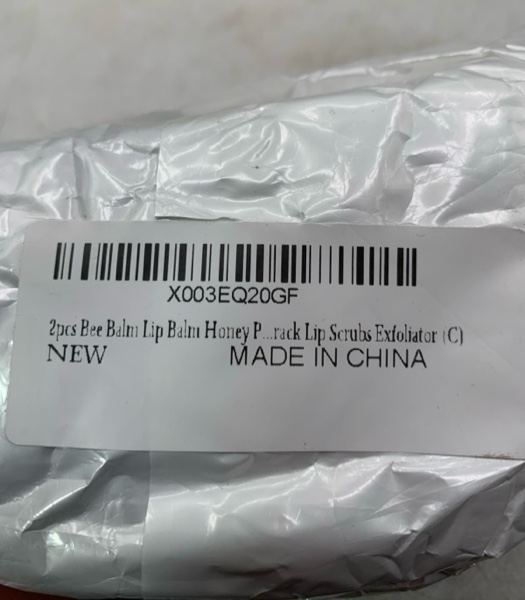 X003EQ20GF
2pcs Bee Balm Lip Balm Honey P...rack Lip Scrubs Exfoliator (C)
NEW MADE IN CHINA